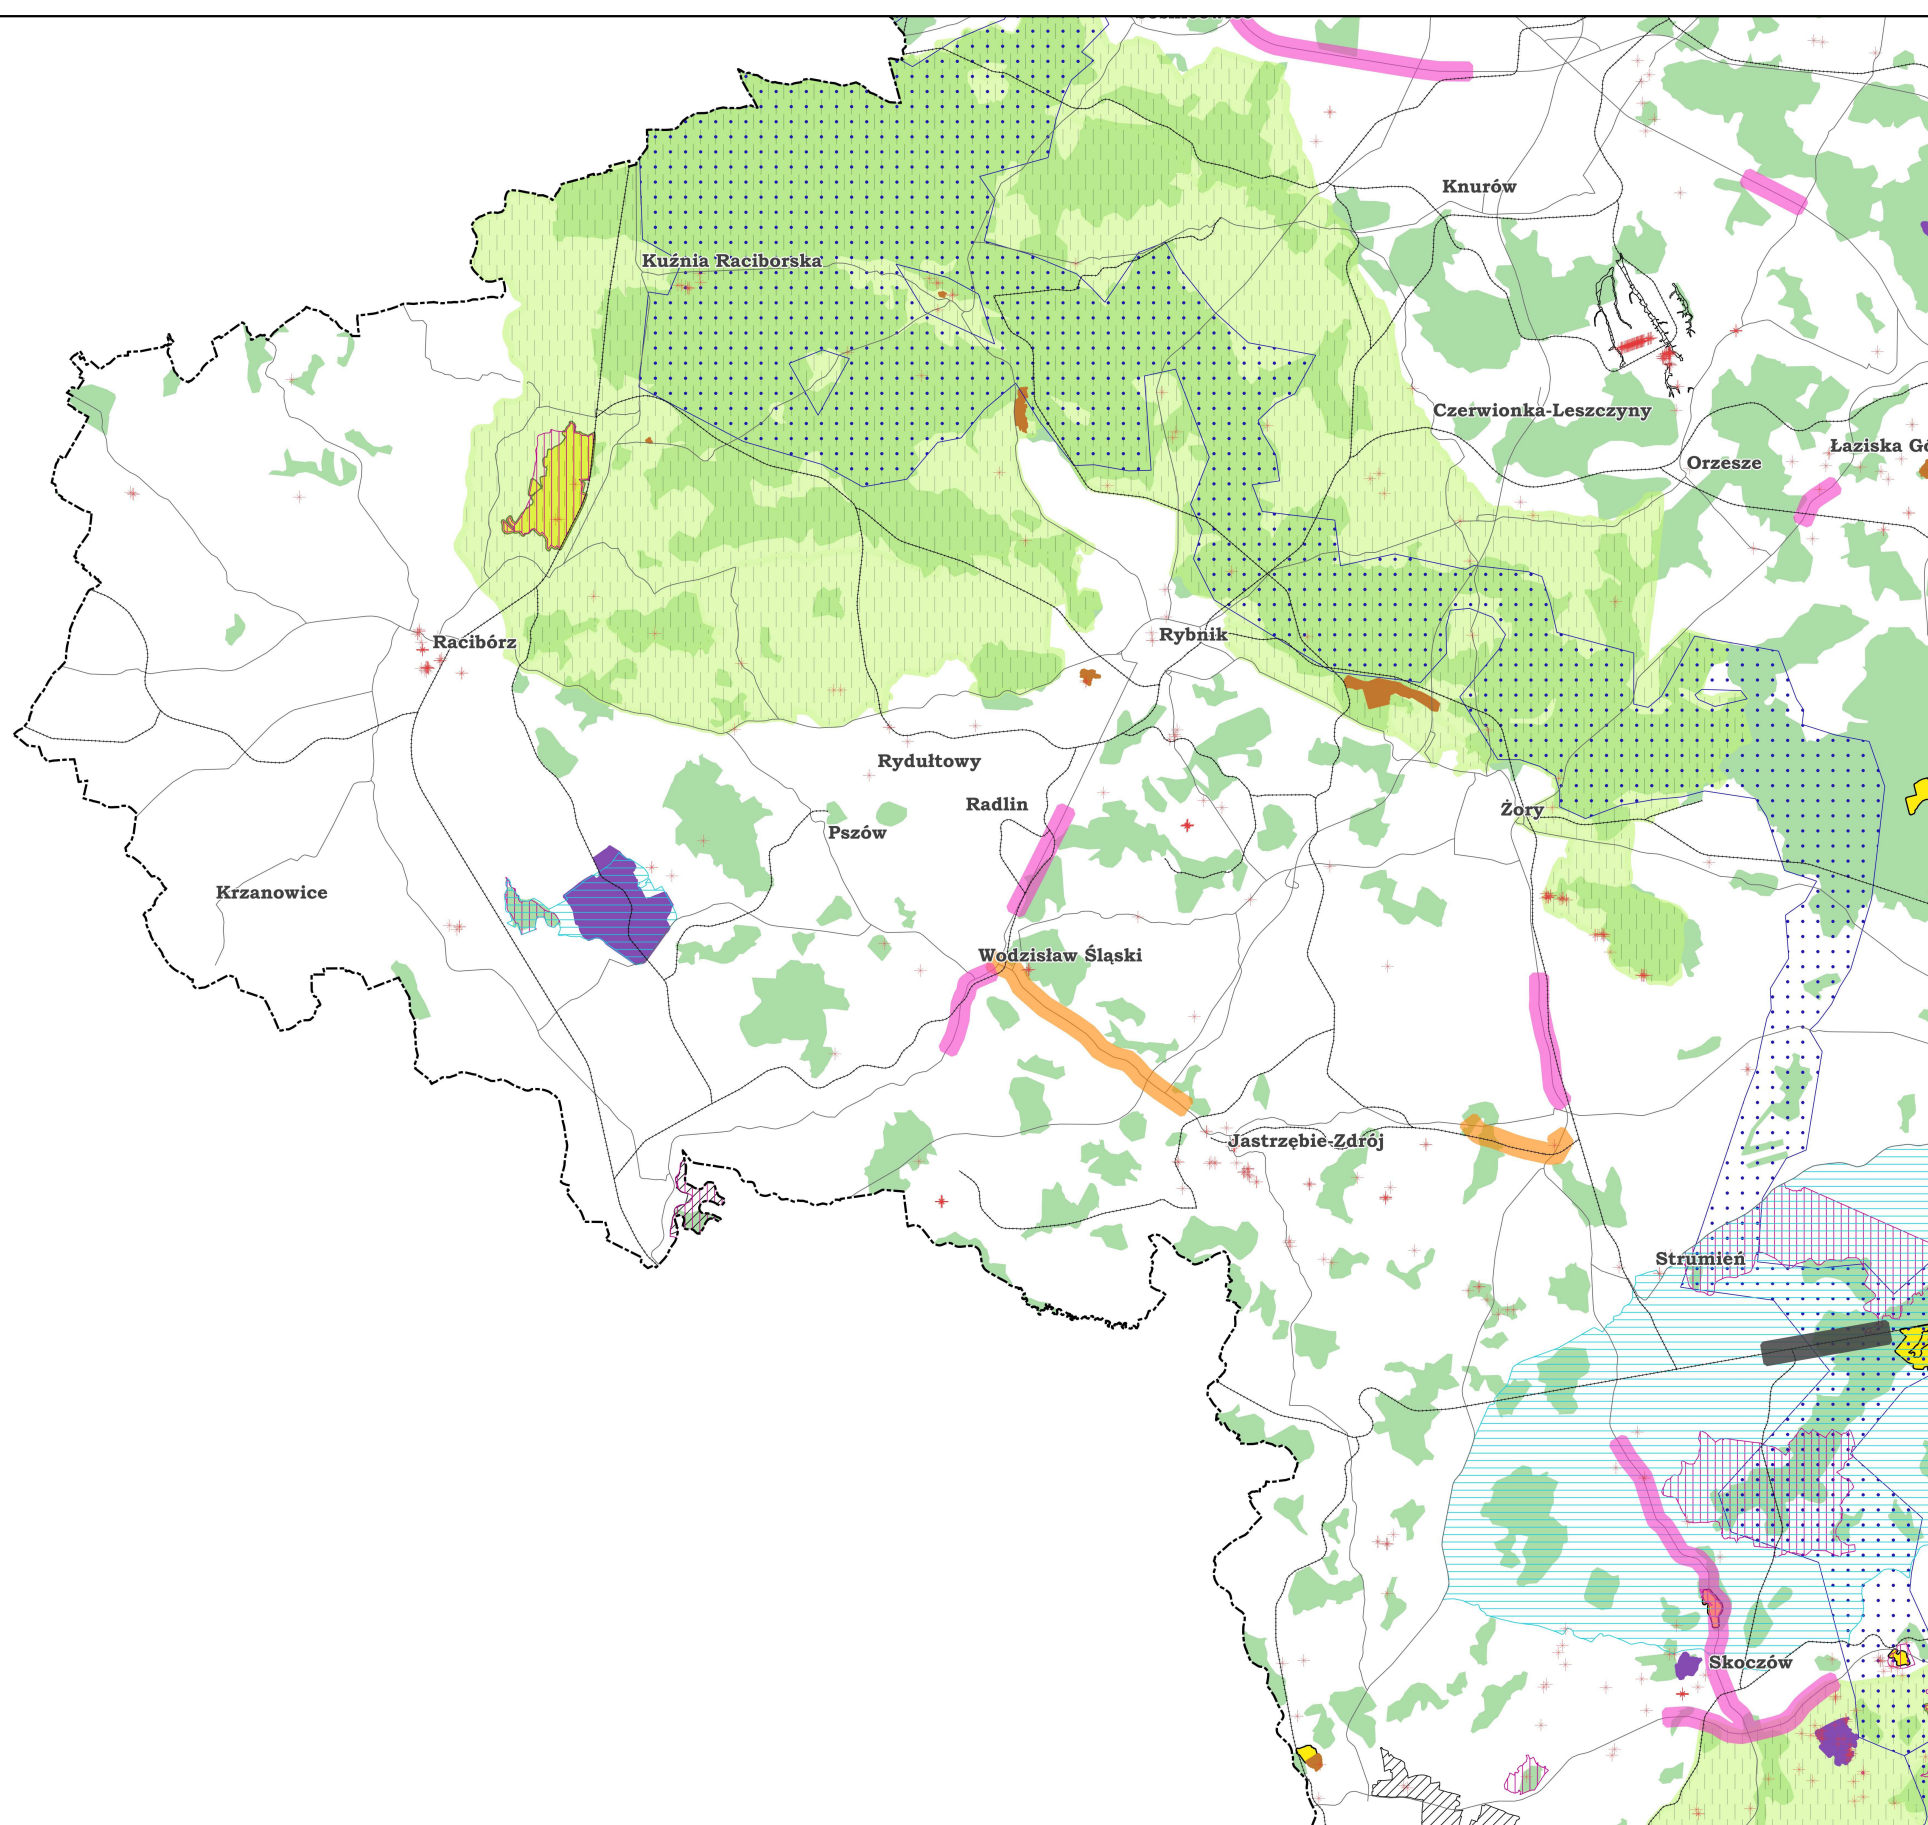 Knurów
Kuźnia Raciborska
Czerwionka-Leszczyny
Łaziska Gó
Orzesze
Rybnik
Racibórz
Rydułtowy
Radlin
Żory
Pszów
Krzanowice
Wodzisław Śląski
Jastrzębie-Zdrój
Strumień
Skoczów